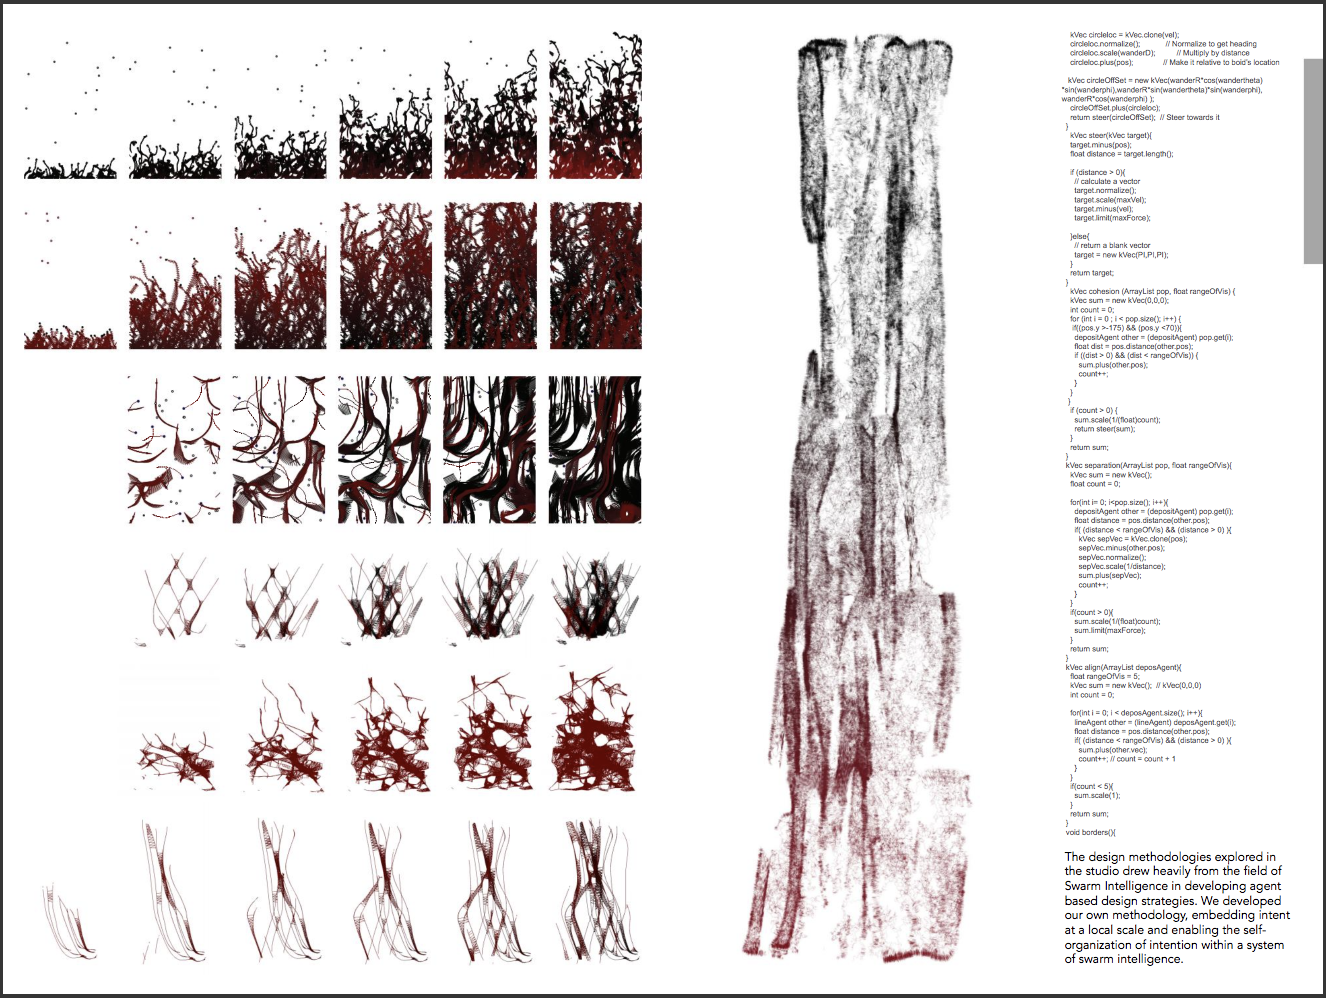 kVec circleloc = kVec.clone(vel);
circleloc.normalize(); // Normalize to get heading
circleloc.scale(wanderD); // Multiply by distance
circleloc.plus(pos); // Make it relative to boid's location
kVec circleOffSet = new kVec(wanderR*cos(wandertheta)
*sin(wanderphi),wanderR*sin(wandertheta)*sin(wanderphi),
wanderR*cos(wanderphi) );
circleOffSet.plus(circleloc);
return steer(circleOffSet); // Steer towards it
}
kVec steer(kVec target){
target.minus(pos);
float distance = target.length();
if (distance > 0){
// calculate a vector
target.normalize();
target.scale(maxVel);
target.minus(vel);
target.limit(maxForce);
}else{
// return a blank vector
target = new kVec(PI,PI,PI);
}
return target;
}
kVec cohesion (ArrayList pop, float rangeOfVis) {
kVec sum = new kVec(0,0,0);
int count = 0;
for (int i = 0 ; i < pop.size(); i++) {
if((pos.y >-175) && (pos.y <70)){
depositAgent other = (depositAgent) pop.get(i);
float dist = pos.distance(other.pos);
if ((dist > 0) && (dist < rangeOfVis)) {
sum.plus(other.pos);
count++;
}
}
}
if (count > 0) {
sum.scale(1/(float)count);
return steer(sum);
}
return sum;
}
kVec separation(ArrayList pop, float rangeOfVis){
kVec sum = new kVec();
float count = 0;
for(int i= 0; i<pop.size(); i++){
depositAgent other = (depositAgent) pop.get(i);
float distance = pos.distance(other.pos);
if( (distance < rangeOfVis) && (distance > 0) ){
kVec sepVec = kVec.clone(pos);
sepVec.minus(other.pos);
sepVec.normalize();
sepVec.scale(1/distance);
sum.plus(sepVec);
count++;
}
}
if(count > 0){
sum.scale(1/(float)count);
sum.limit(maxForce);
}
return sum;
}
kVec align(ArrayList deposAgent){
float rangeOfVis = 5;
kVec sum = new kVec(); // kVec(0,0,0)
int count = 0;
for(int i = 0; i < deposAgent.size(); i++){
lineAgent other = (lineAgent) deposAgent.get(i);
float distance = pos.distance(other.pos);
if( (distance < rangeOfVis) && (distance > 0) ){
sum.plus(other.vec);
count++; // count = count + 1
}
}
if(count < 5){
sum.scale(1);
}
return sum;
}
void borders(){
The design methodologies explored in
the studio drew heavily from the field of
Swarm Intelligence in developing agent
based design strategies. We developed
our own methodology, embedding intent
at a local scale and enabling the self-
organization of intention within a system
of swarm intelligence.